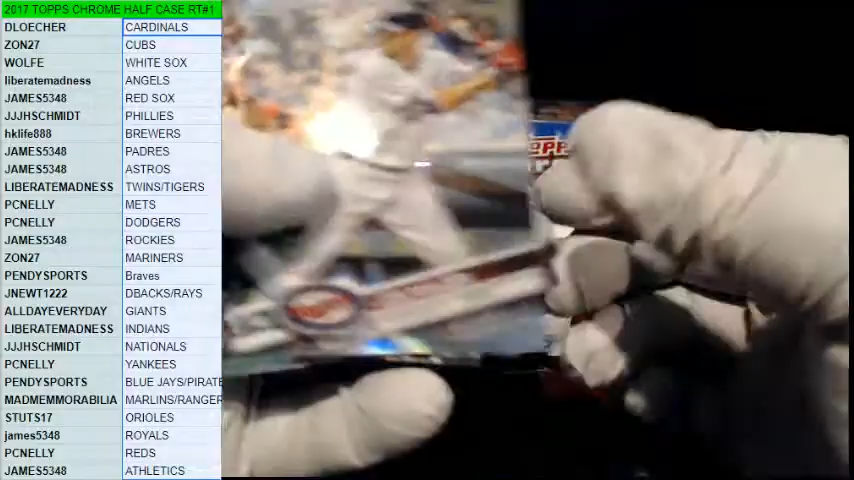 2017 TOPPS CHROME HALF CASE RT#1
DLOECHER CARDINALS
ZON27 CUBS
WOLFE WHITE SOX
liberatemadness ANGELS
JAMES5348 RED SOX
JJJHSCHMIDT PHILLIES
hklife888 BREWERS
JAMES5348 PADRES
JAMES5348 ASTROS
LIBERATEMADNESS TWINS/TIGERS
PCNELLY METS
PCNELLY DODGERS
JAMES5348 ROCKIES
ZON27 MARINERS
PENDYSPORTS Braves
JNEWT1222 DBACKS/RAYS
ALLDAYEVERYDAY GIANTS
LIBERATEMADNESS INDIANS
JJJHSCHMIDT NATIONALS
PCNELLY YANKEES
PENDYSPORTS BLUE JAYS/PIRATE
MADMEMMORABILIA MARLINS/RANGER
STUTS17 ORIOLES
james5348 ROYALS
PCNELLY REDS
JAMES5348 ATHLETICS